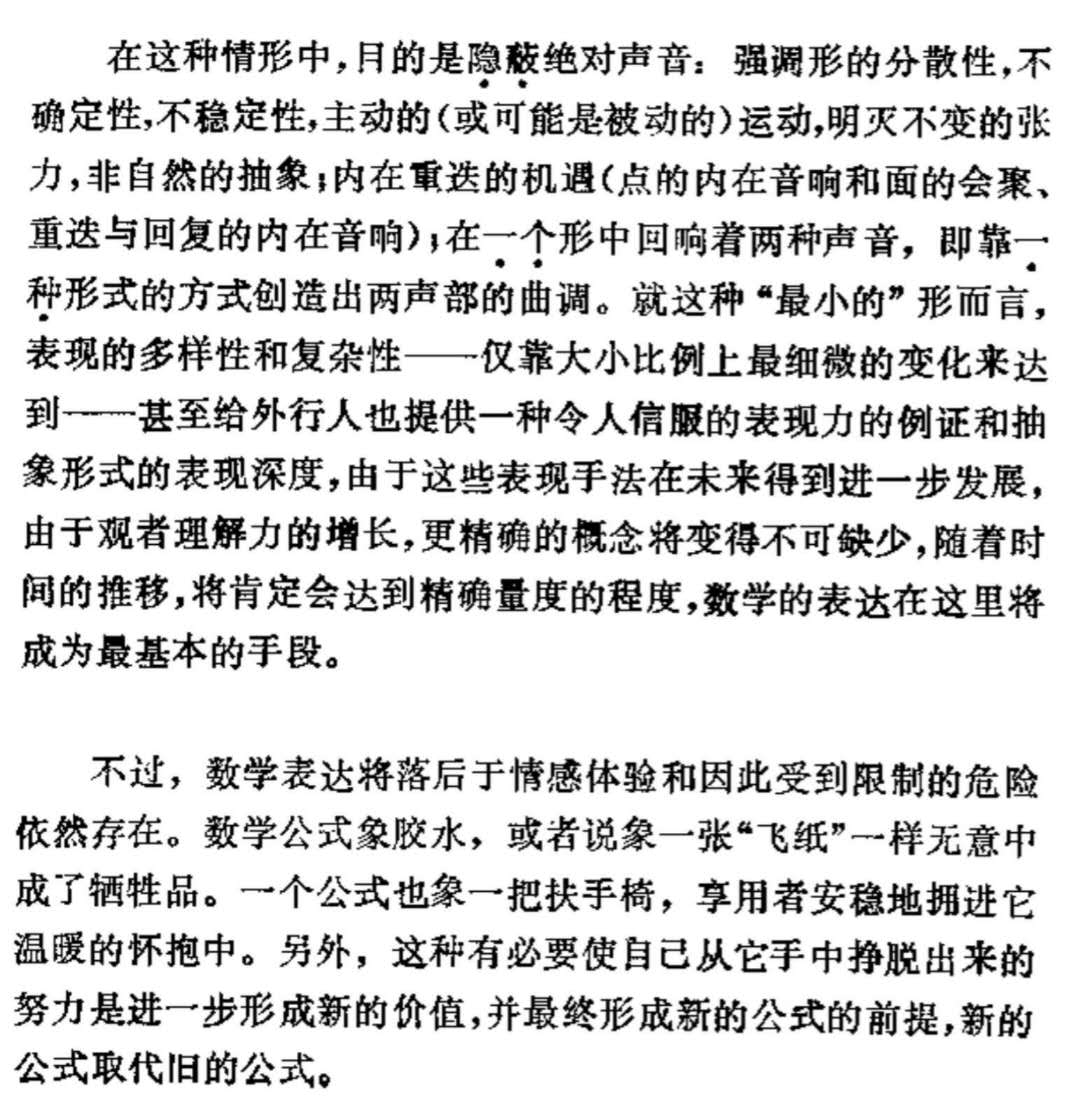 在这种情形中,目的是隐蔽绝对声音：强调形的分散性,不
确定性,不稳定性,主动的(或可能是被动的)运动,明灭不变的张
力,非自然的抽象;内在重迭的机遇(点的内在音响和面的会聚、
重迭与回复的内在音响);在一个形中回响着两种声音，即靠一
种形式的方式创造出两声部的曲调。就这种“最小的”形而言，
表现的多样性和复杂性——仅靠大小比例上最细微的变化来达
到——甚至给外行人也提供一种令人信服的表现力的例证和抽
象形式的表现深度,由于这些表现手法在未来得到进一步发展，
由于观者理解力的增长,更精确的概念将变得不可缺少,随着时
间的推移,将肯定会达到精确量度的程度,数学的表达在这里将
成为最基本的手段。
不过，数学表达将落后于情感体验和因此受到限制的危险
依然存在。数学公式象胶水，或者说象一张“飞纸”一样无意中
成了牺牲品。一个公式也象一把扶手椅，享用者安稳地拥进它
温暖的怀抱中。另外，这种有必要使自己从它手中挣脱出来的
努力是进一步形成新的价值,并最终形成新的公式的前提,新的
公式取代旧的公式。